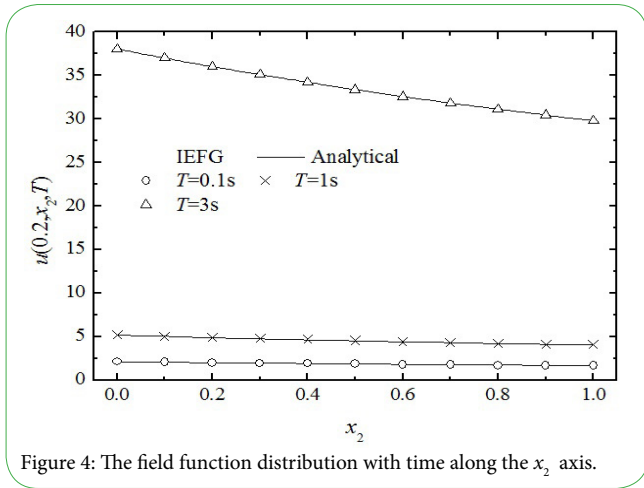 40
35
30
25
20
15
10
5
0
u(0.2,x₂,T)
IEFG Analytical
T=0.1s T=1s
T=3s
0.0 0.2 0.4 0.6 0.8 1.0
x₂
Figure 4: The field function distribution with time along the x₂ axis.